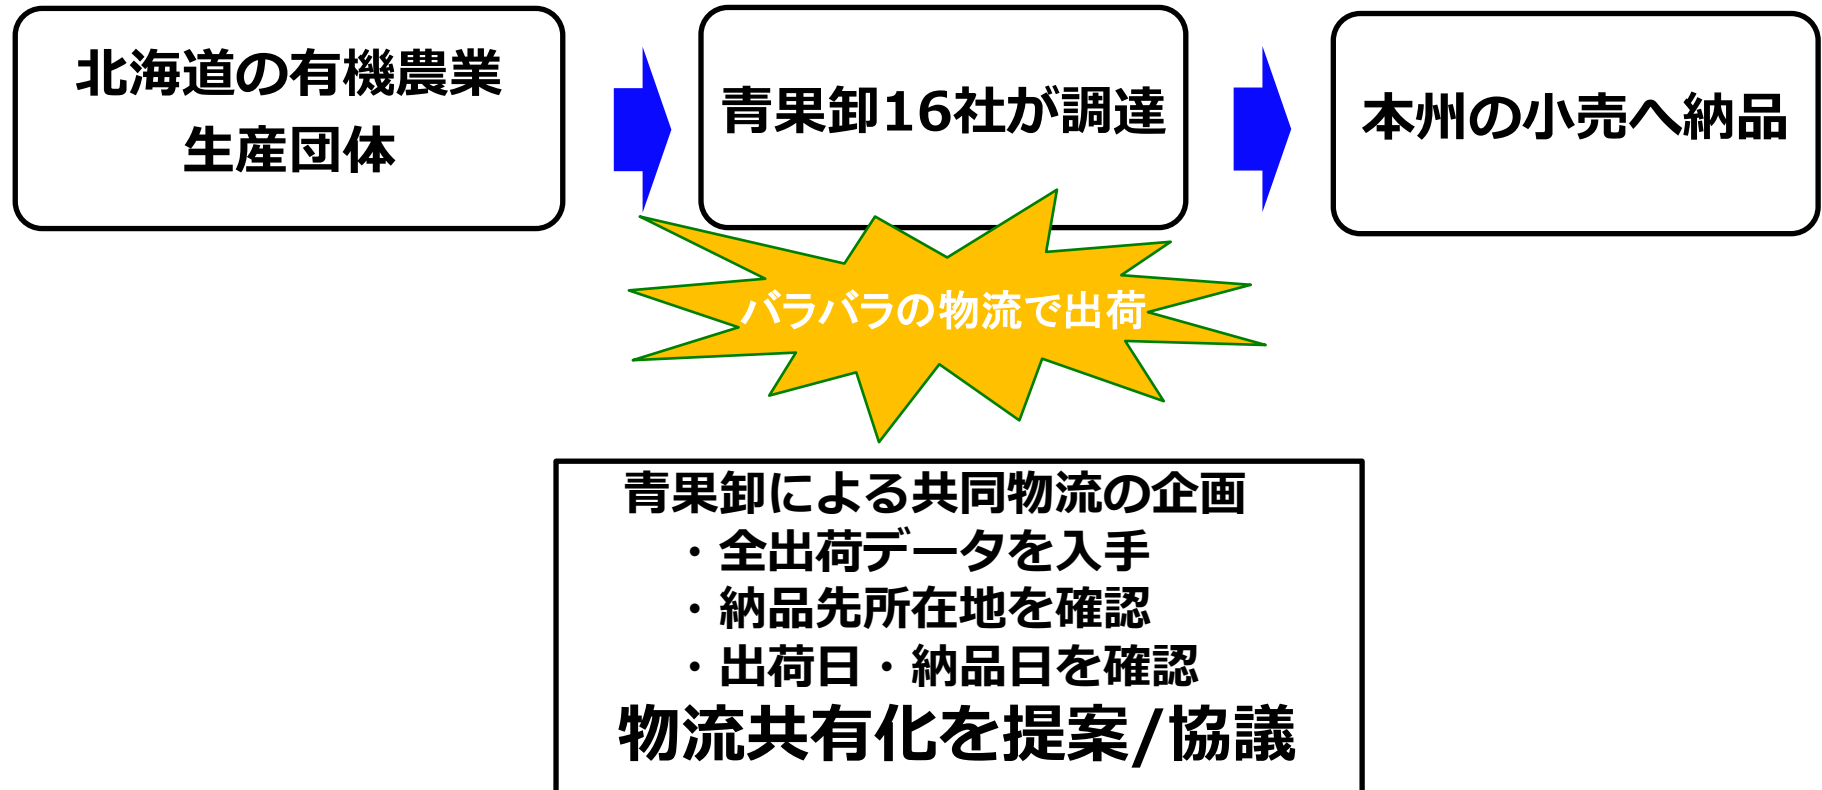 北海道の有機農業
生産団体
青果卸16社が調達
本州の小売へ納品
バラバラの物流で出荷
青果卸による共同物流の企画
・全出荷データを入手
・納品先所在地を確認
・出荷日・納品日を確認
物流共有化を提案/協議